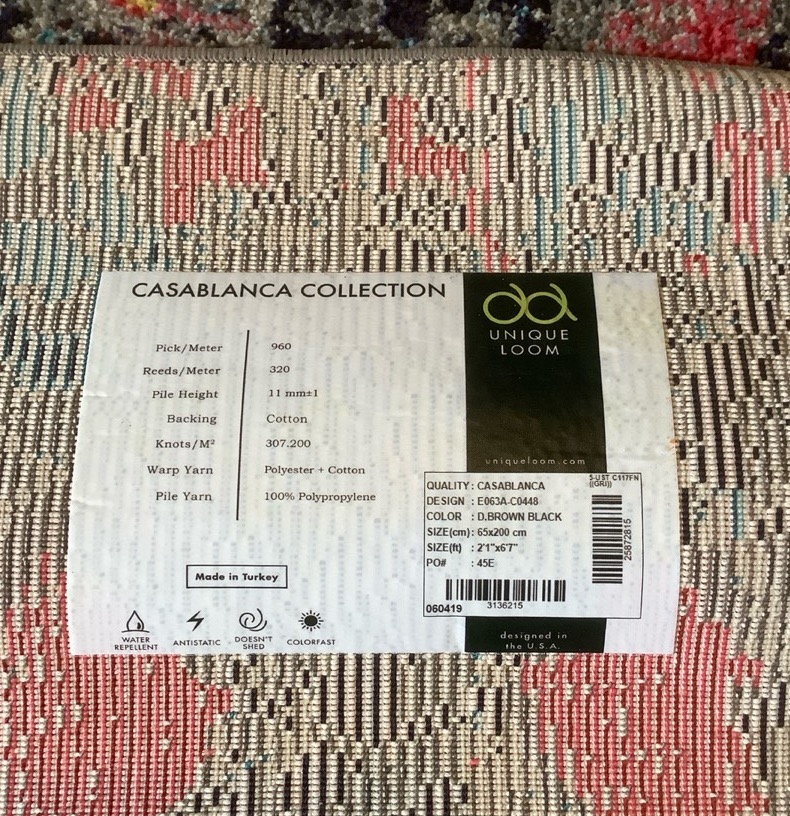 CASABLANCA COLLECTION
UNIQUE
LOOM
Pick/Meter 960
Reeds/Meter 320
Pile Height 11 mm±1
Backing Cotton
Knots/M² 307.200
Warp Yarn Polyester + Cotton
Pile Yarn 100% Polypropylene
uniqueloom.com
QUALITY : CASABLANCA
DESIGN : E063A-C0448
COLOR : D.BROWN BLACK
SIZE(cm): 65x200 cm
SIZE(ft) : 2'1"x6'7"
PO# : 45E
S-UST C117FN
((GRI))
25872815
060419 3136215
Made in Turkey
WATER
REPELLENT
ANTISTATIC
DOESN'T
SHED
COLORFAST
designed in
the U.S.A.